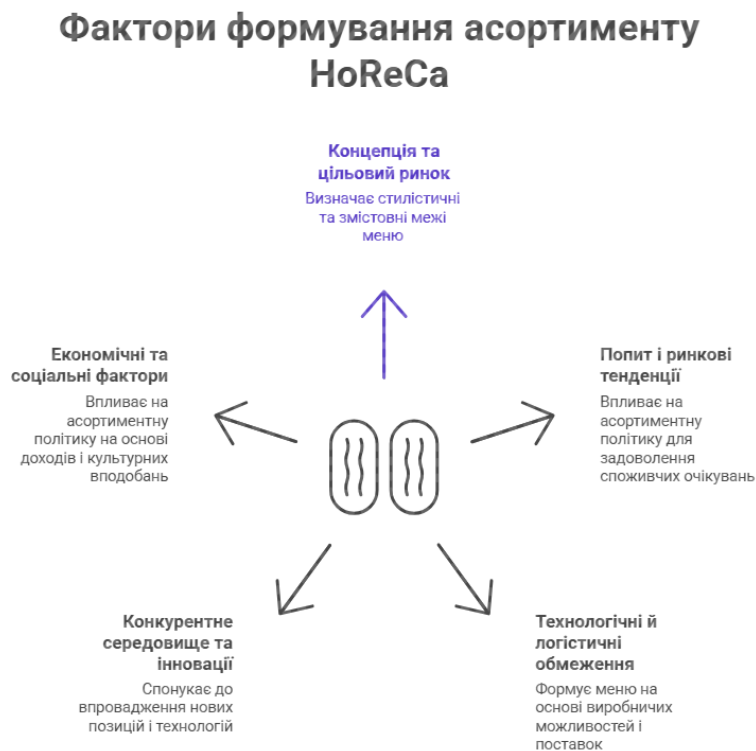 Фактори формування асортименту
HoReCa
Концепція та
цільовий ринок
Визначає стилістичні
та змістовні межі
меню
Економічні та
соціальні фактори
Впливає на
асортиментну
політику на основі
доходів і культурних
вподобань
Попит і ринкові
тенденції
Впливає на
асортиментну
політику для
задоволення
споживчих очікувань
Конкурентне
середовище та
інновації
Спонукає до
впровадження нових
позицій і технологій
Технологічні й
логістичні
обмеження
Формує меню на
основі виробничих
можливостей і
поставок